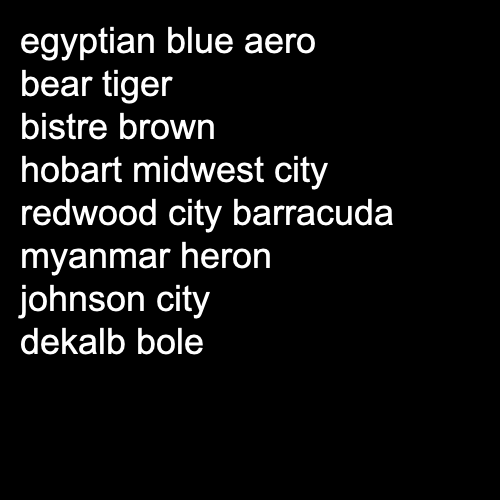 egyptian blue aero
bear tiger
bistre brown
hobart midwest city
redwood city barracuda
myanmar heron
johnson city
dekalb bole